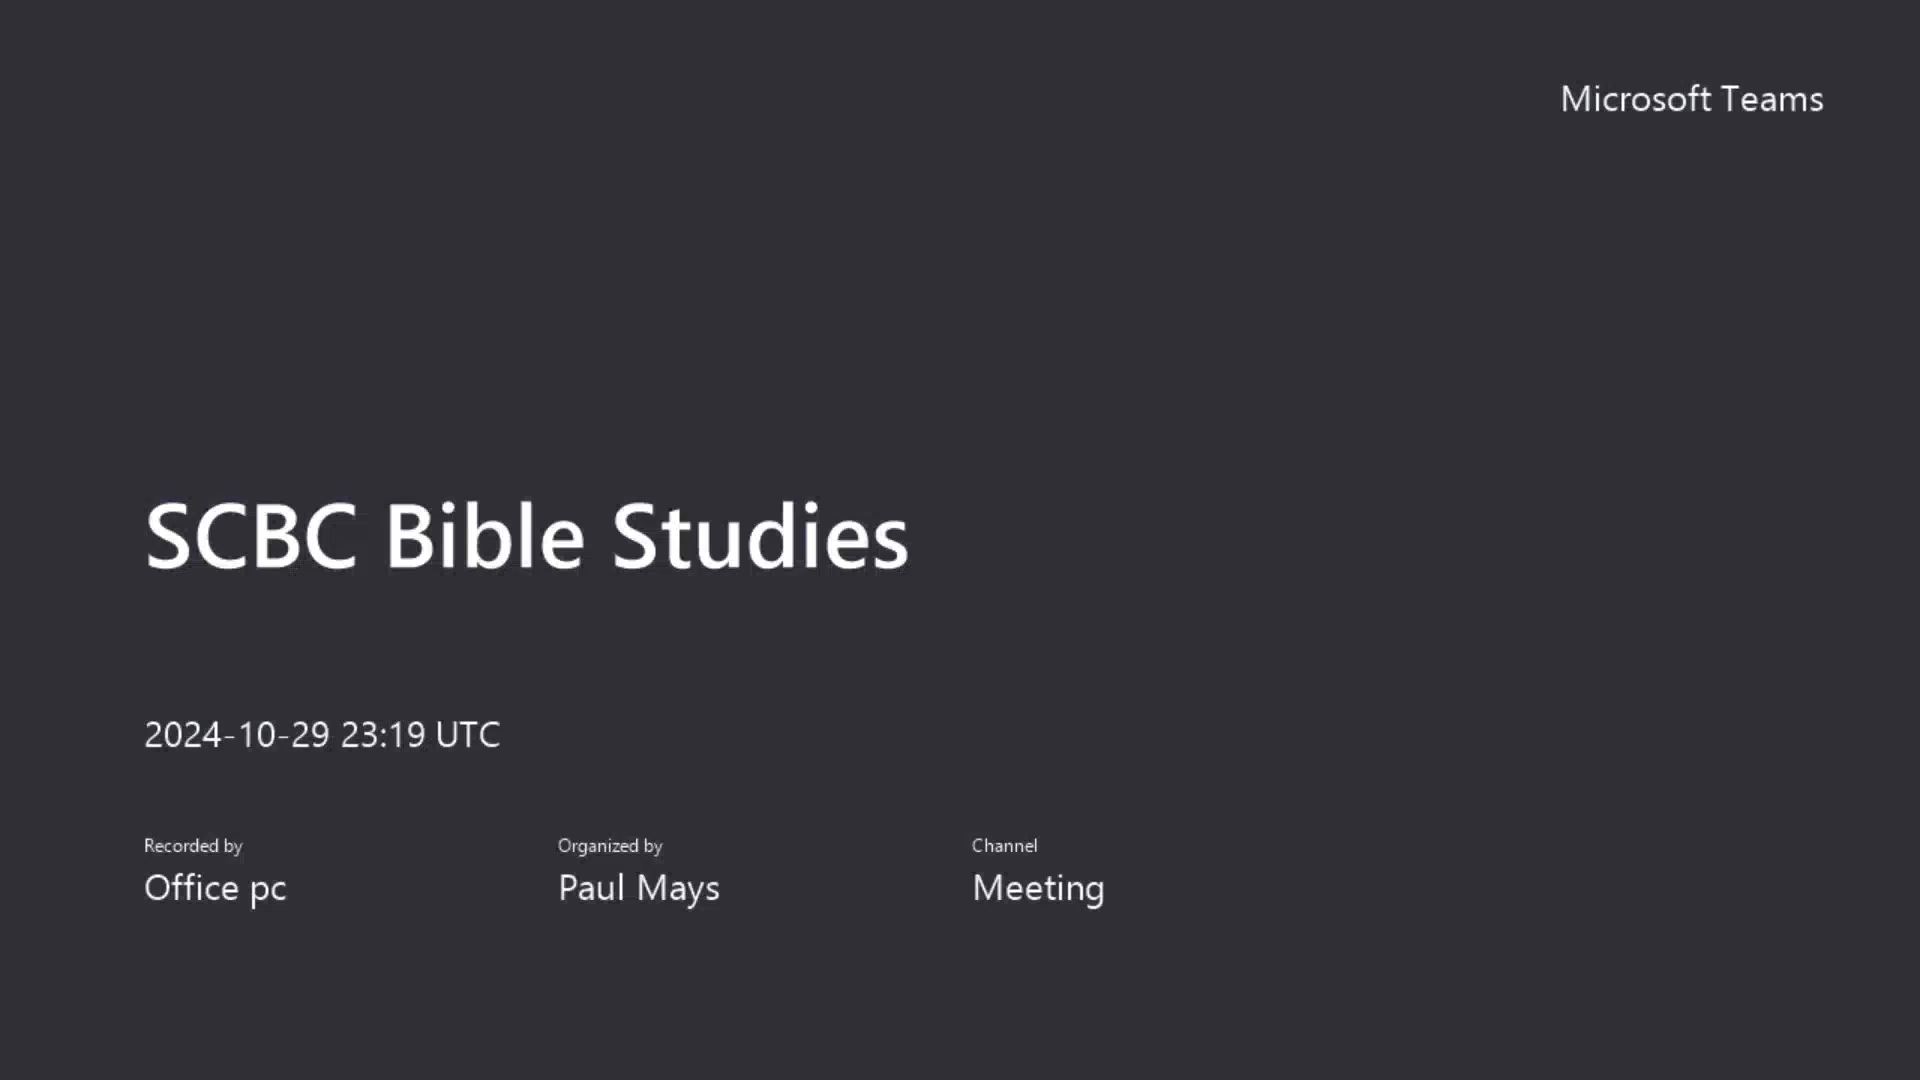 Microsoft Teams
SCBC Bible Studies
2024-10-29 23:19 UTC
Recorded by
Office pc
Organized by
Paul Mays
Channel
Meeting